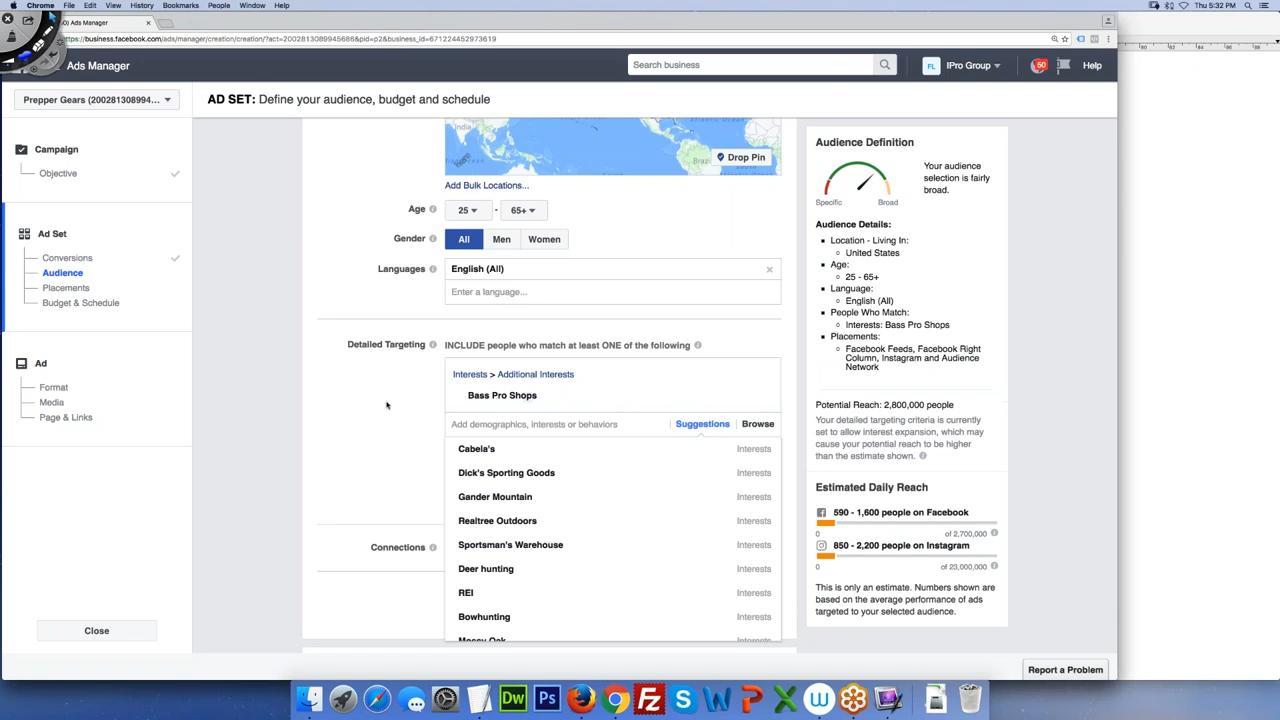 Chrome File Edit View History Bookmarks People Window Help
Thu 5:32 PM
Ads Manager
https://business.facebook.com/ads/manager/creation/creation/?act=2002813089945686&pid=p2&business_id=671224452973619
Ads Manager
Search business
FL IPro Group
50
Help
Prepper Gears (200281308994...
AD SET: Define your audience, budget and schedule
Campaign
Objective
Ad Set
Conversions
Audience
Placements
Budget & Schedule
Ad
Format
Media
Page & Links
Close
India
Drop Pin
Add Bulk Locations...
Age 25 - 65+
Gender All Men Women
Languages English (All)
Enter a language...
Detailed Targeting INCLUDE people who match at least ONE of the following
Interests > Additional Interests
Bass Pro Shops
Add demographics, interests or behaviors Suggestions Browse
Cabela's Interests
Dick's Sporting Goods Interests
Gander Mountain Interests
Realtree Outdoors Interests
Sportsman's Warehouse Interests
Deer hunting Interests
REI Interests
Bowhunting Interests
Mossy Oak Interests
Connections
Audience Definition
Specific Broad
Your audience
selection is fairly
broad.
Audience Details:
Location - Living In:
United States
Age:
25 - 65+
Language:
English (All)
People Who Match:
Interests: Bass Pro Shops
Placements:
Facebook Feeds, Facebook Right
Column, Instagram and Audience
Network
Potential Reach: 2,800,000 people
Your detailed targeting criteria is currently
set to allow interest expansion, which may
cause your potential reach to be higher
than the estimate shown.
Estimated Daily Reach
590 - 1,600 people on Facebook
0 of 2,700,000
850 - 2,200 people on Instagram
0 of 23,000,000
This is only an estimate. Numbers shown are
based on the average performance of ads
targeted to your selected audience.
Report a Problem
Dw Ps Fz S W P X W